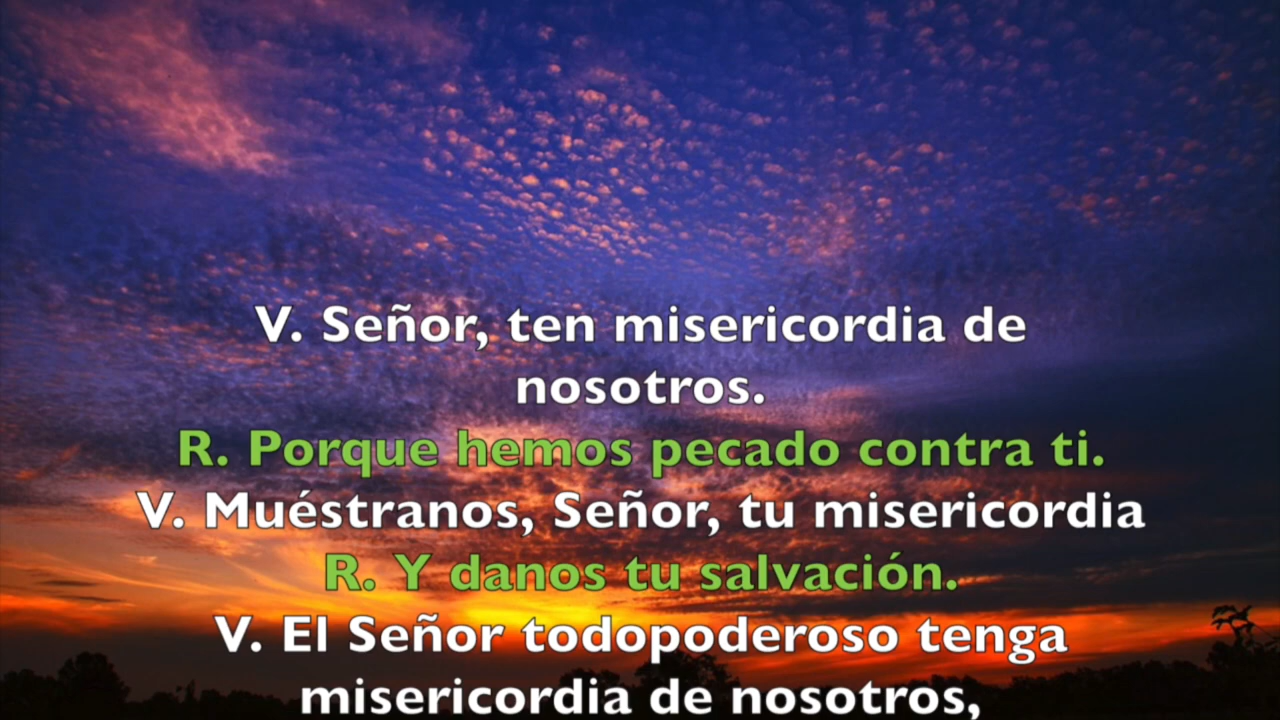 V. Señor, ten misericordia de
nosotros.
R. Porque hemos pecado contra ti.
V. Muéstranos, Señor, tu misericordia
R. Y danos tu salvación.
V. El Señor todopoderoso tenga
misericordia de nosotros,